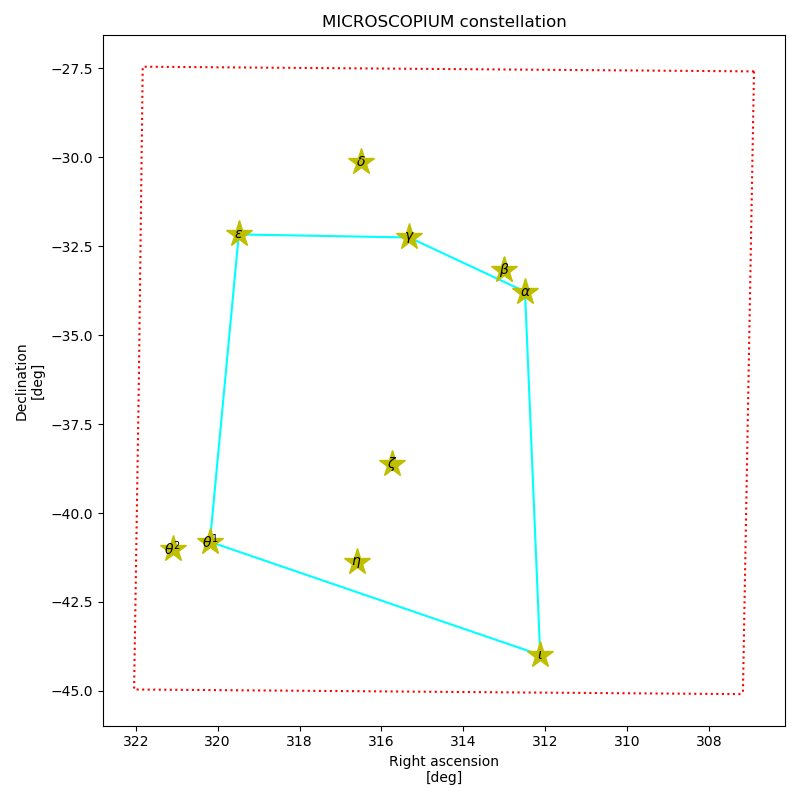 MICROSCOPIUM constellation
−27.5
−30.0
−32.5
−35.0
−37.5
−40.0
−42.5
−45.0
Declination
[deg]
δ
ε
γ
β
α
ζ
θ²
θ¹
η
ι
322
320
318
316
314
312
310
308
Right ascension
[deg]